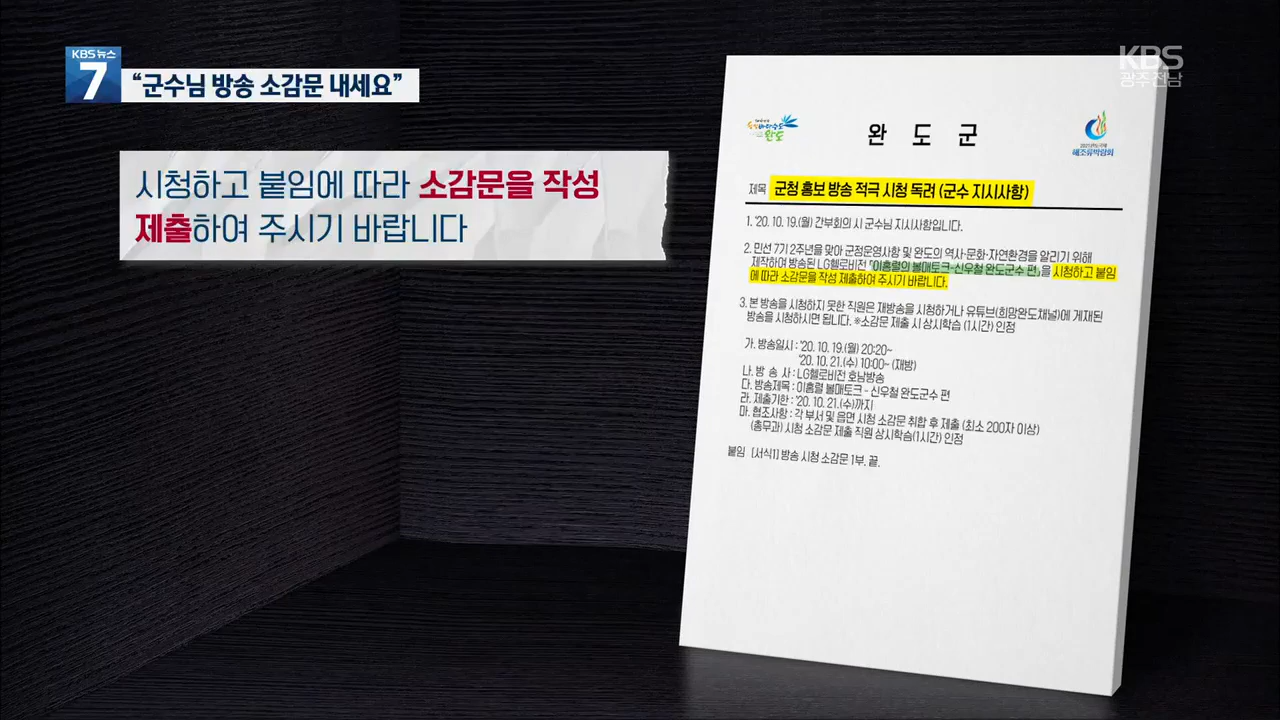 KBS 뉴스
7
“군수님 방송 소감문 내세요”
KBS
광주전남
시청하고 붙임에 따라 소감문을 작성
제출하여 주시기 바랍니다
완도
완 도 군
해조류박람회
제목 군청 홍보 방송 적극 시청 독려 (군수 지시사항)
1. '20. 10. 19.(월) 간부회의 시 군수님 지시사항입니다.
2. 민선 7기 2주년을 맞아 군정운영사항 및 완도의 역사·문화·자연환경을 알리기 위해
제작하여 방송된 LG헬로비전 「이홍렬의 볼매토크-신우철 완도군수 편」을 시청하고 붙임
에 따라 소감문을 작성 제출하여 주시기 바랍니다.
3. 본 방송을 시청하지 못한 직원은 재방송을 시청하거나 유튜브(희망완도채널)에 게재된
방송을 시청하시면 됩니다. ※소감문 제출 시 상시학습 (1시간) 인정
가. 방송일시 : '20. 10. 19.(월) 20:20~
'20. 10. 21.(수) 10:00~ (재방)
나. 방 송 사 : LG헬로비전 호남방송
다. 방송제목 : 이홍렬 볼매토크 - 신우철 완도군수 편
라. 제출기한 : '20. 10. 21.(수)까지
마. 협조사항 : 각 부서 및 읍면 시청 소감문 취합 후 제출 (최소 200자 이상)
(총무과) 시청 소감문 제출 직원 상시학습(1시간) 인정
붙임 [서식1] 방송 시청 소감문 1부. 끝.